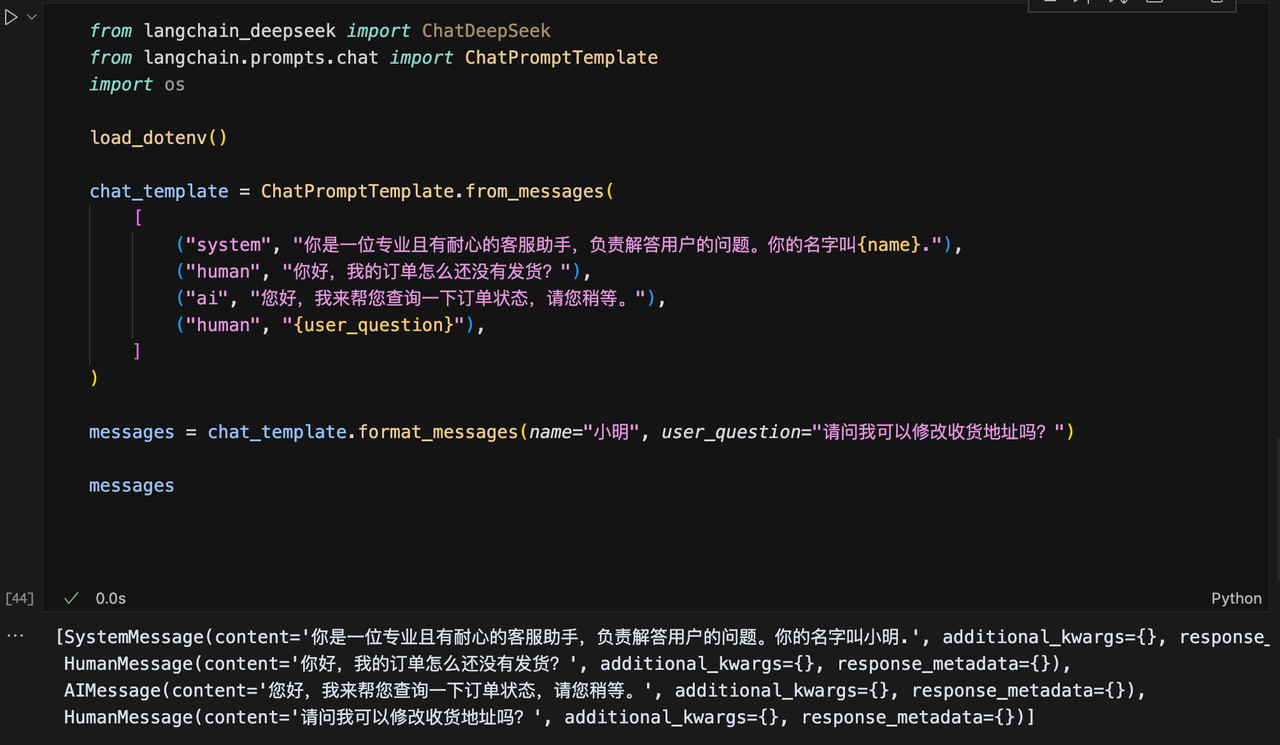 from langchain_deepseek import ChatDeepSeek
from langchain.prompts.chat import ChatPromptTemplate
import os
load_dotenv()
chat_template = ChatPromptTemplate.from_messages(
[
("system", "你是一位专业且有耐心的客服助手，负责解答用户的问题。你的名字叫{name}."),
("human", "你好，我的订单怎么还没有发货？"),
("ai", "您好，我来帮您查询一下订单状态，请您稍等。"),
("human", "{user_question}"),
]
)
messages = chat_template.format_messages(name="小明", user_question="请问我可以修改收货地址吗？")
messages
[44] 0.0s Python
[SystemMessage(content='你是一位专业且有耐心的客服助手，负责解答用户的问题。你的名字叫小明.', additional_kwargs={}, response_
HumanMessage(content='你好，我的订单怎么还没有发货？', additional_kwargs={}, response_metadata={}),
AIMessage(content='您好，我来帮您查询一下订单状态，请您稍等。', additional_kwargs={}, response_metadata={}),
HumanMessage(content='请问我可以修改收货地址吗？', additional_kwargs={}, response_metadata={})]